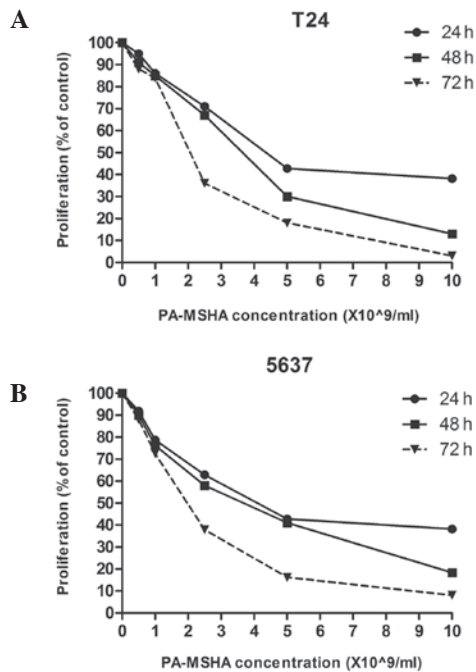 A
T24
24 h
48 h
72 h
Proliferation (% of control)
100
90
80
70
60
50
40
30
20
10
0
0 1 2 3 4 5 6 7 8 9 10
PA-MSHA concentration (X10^9/ml)
B
5637
24 h
48 h
72 h
Proliferation (% of control)
100
90
80
70
60
50
40
30
20
10
0
0 1 2 3 4 5 6 7 8 9 10
PA-MSHA concentration (X10^9/ml)